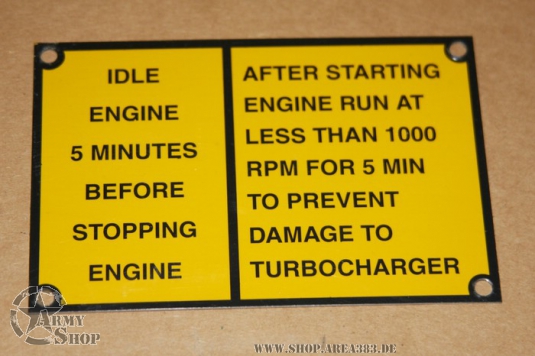 IDLE
ENGINE
5 MINUTES
BEFORE
STOPPING
ENGINE
AFTER STARTING
ENGINE RUN AT
LESS THAN 1000
RPM FOR 5 MIN
TO PREVENT
DAMAGE TO
TURBOCHARGER
ARMY
SHOP
WWW.SHOP.AREA383.DE